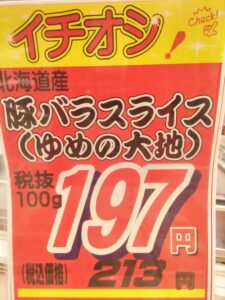 イチオシ!
Check!
北海道産
豚バラスライス
(ゆめの大地)
税抜
100g
197円
(税込価格) 213円